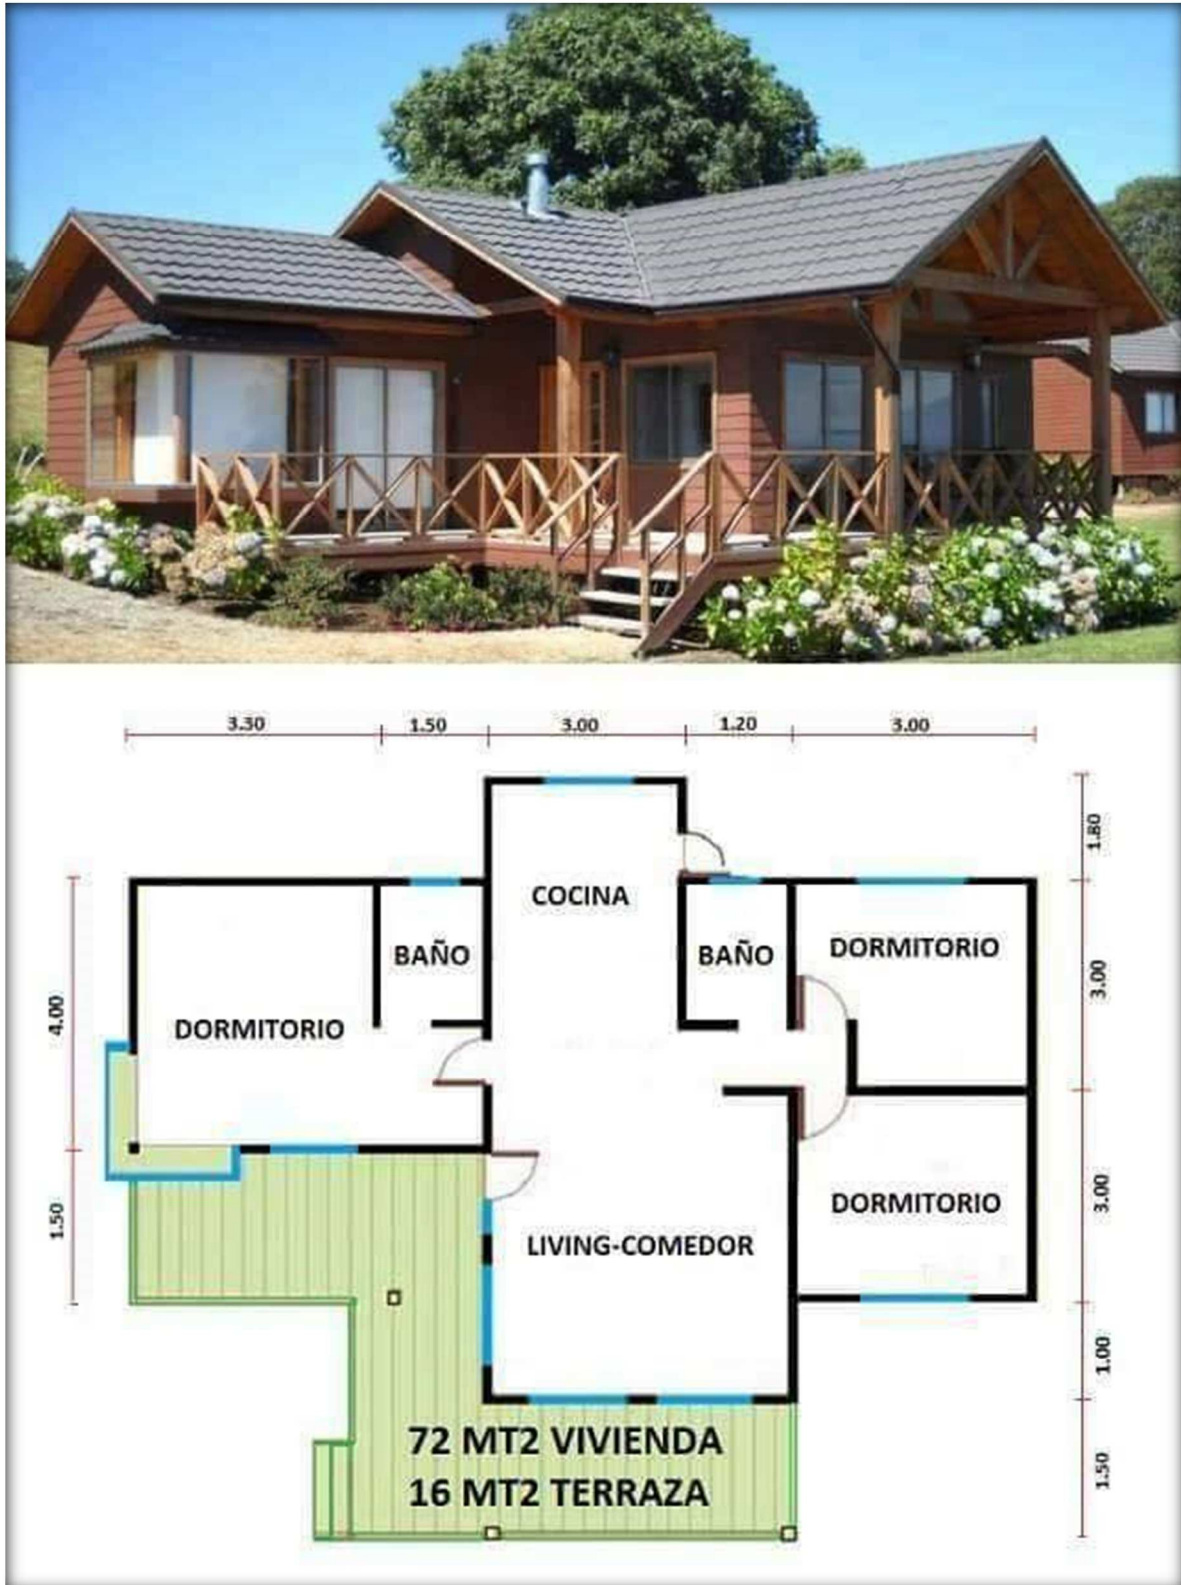 3.30 1.50 3.00 1.20 3.00
1.80
COCINA
BAÑO BAÑO DORMITORIO
3.00
4.00
DORMITORIO
3.00
DORMITORIO
1.50
LIVING-COMEDOR
1.00
72 MT2 VIVIENDA
16 MT2 TERRAZA
1.50